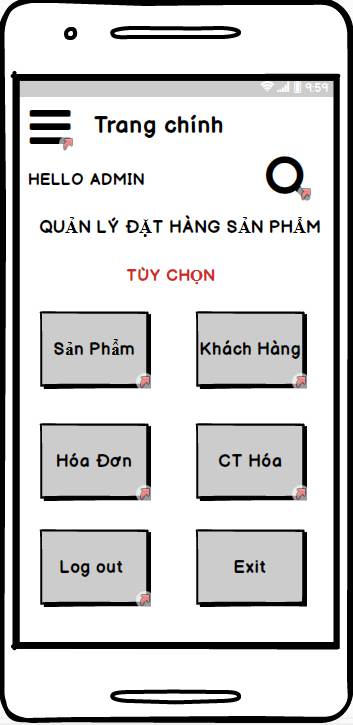 9:59
Trang chính
HELLO ADMIN
QUẢN LÝ ĐẶT HÀNG SẢN PHẨM
TÙY CHỌN
Sản Phẩm
Khách Hàng
Hóa Đơn
CT Hóa
Log out
Exit